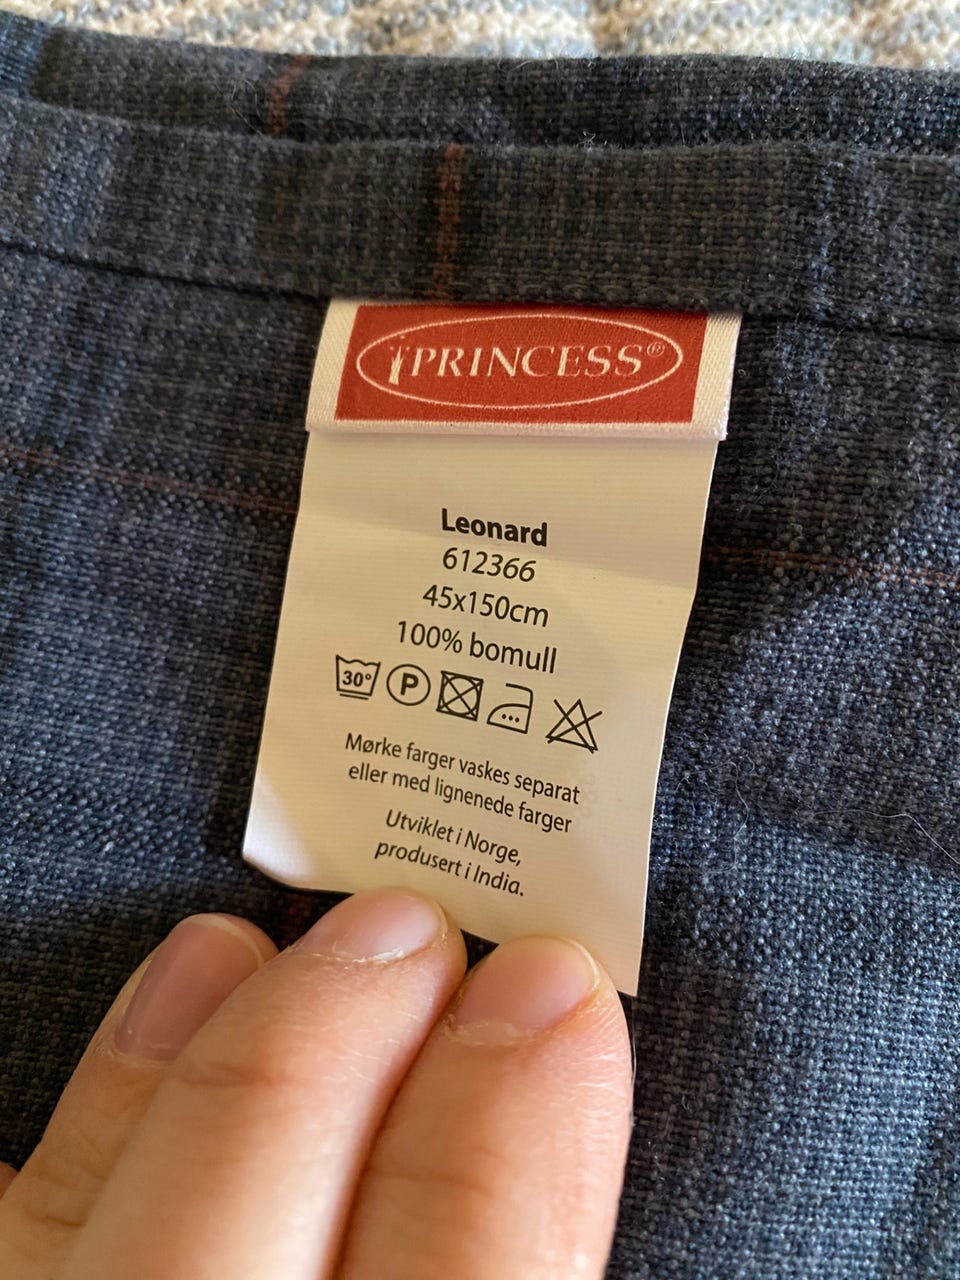 PRINCESS®
Leonard
612366
45x150cm
100% bomull
30° P
Mørke farger vaskes separat
eller med lignenede farger
Utviklet i Norge,
produsert i India.